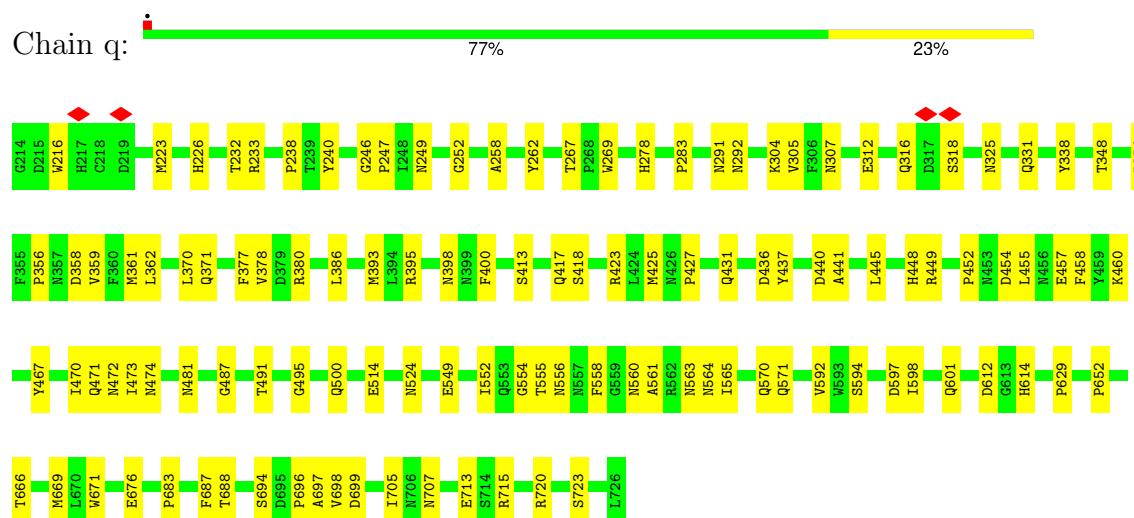 Chain q:
77% 23%
G214 D215 W216 H217 C218 D219 M223 H226 T232 R233 P238 T239 Y240 G246 P247 I248 N249 G252 A258 Y262 T267 P268 W269 H278 P283 N291 N292 K304 V305 F306 N307 E312 Q316 D317 S318 N325 Q331 Y338 T348
F355 P356 N357 D358 V359 F360 M361 L362 L370 Q371 F377 V378 D379 R380 L386 M393 L394 R395 N398 N399 F400 S413 Q417 S418 R423 L424 M425 N426 P427 Q431 D436 Y437 D440 A441 L445 H448 R449 P452 N453 D454 L455 N456 E457 F458 Y459 K460
Y467 I470 Q471 N472 I473 N474 N481 G487 T491 G495 Q500 E514 N524 E549 I552 Q553 G554 T555 N556 N557 F558 G559 N560 A561 R562 N563 N564 I565 Q570 Q571 V592 W593 S594 D597 I598 Q601 D612 G613 H614 P629 P652
T666 M669 L670 W671 E676 P683 F687 T688 S694 D695 P696 A697 V698 D699 I705 N706 N707 E713 S714 R715 R720 S723 L726